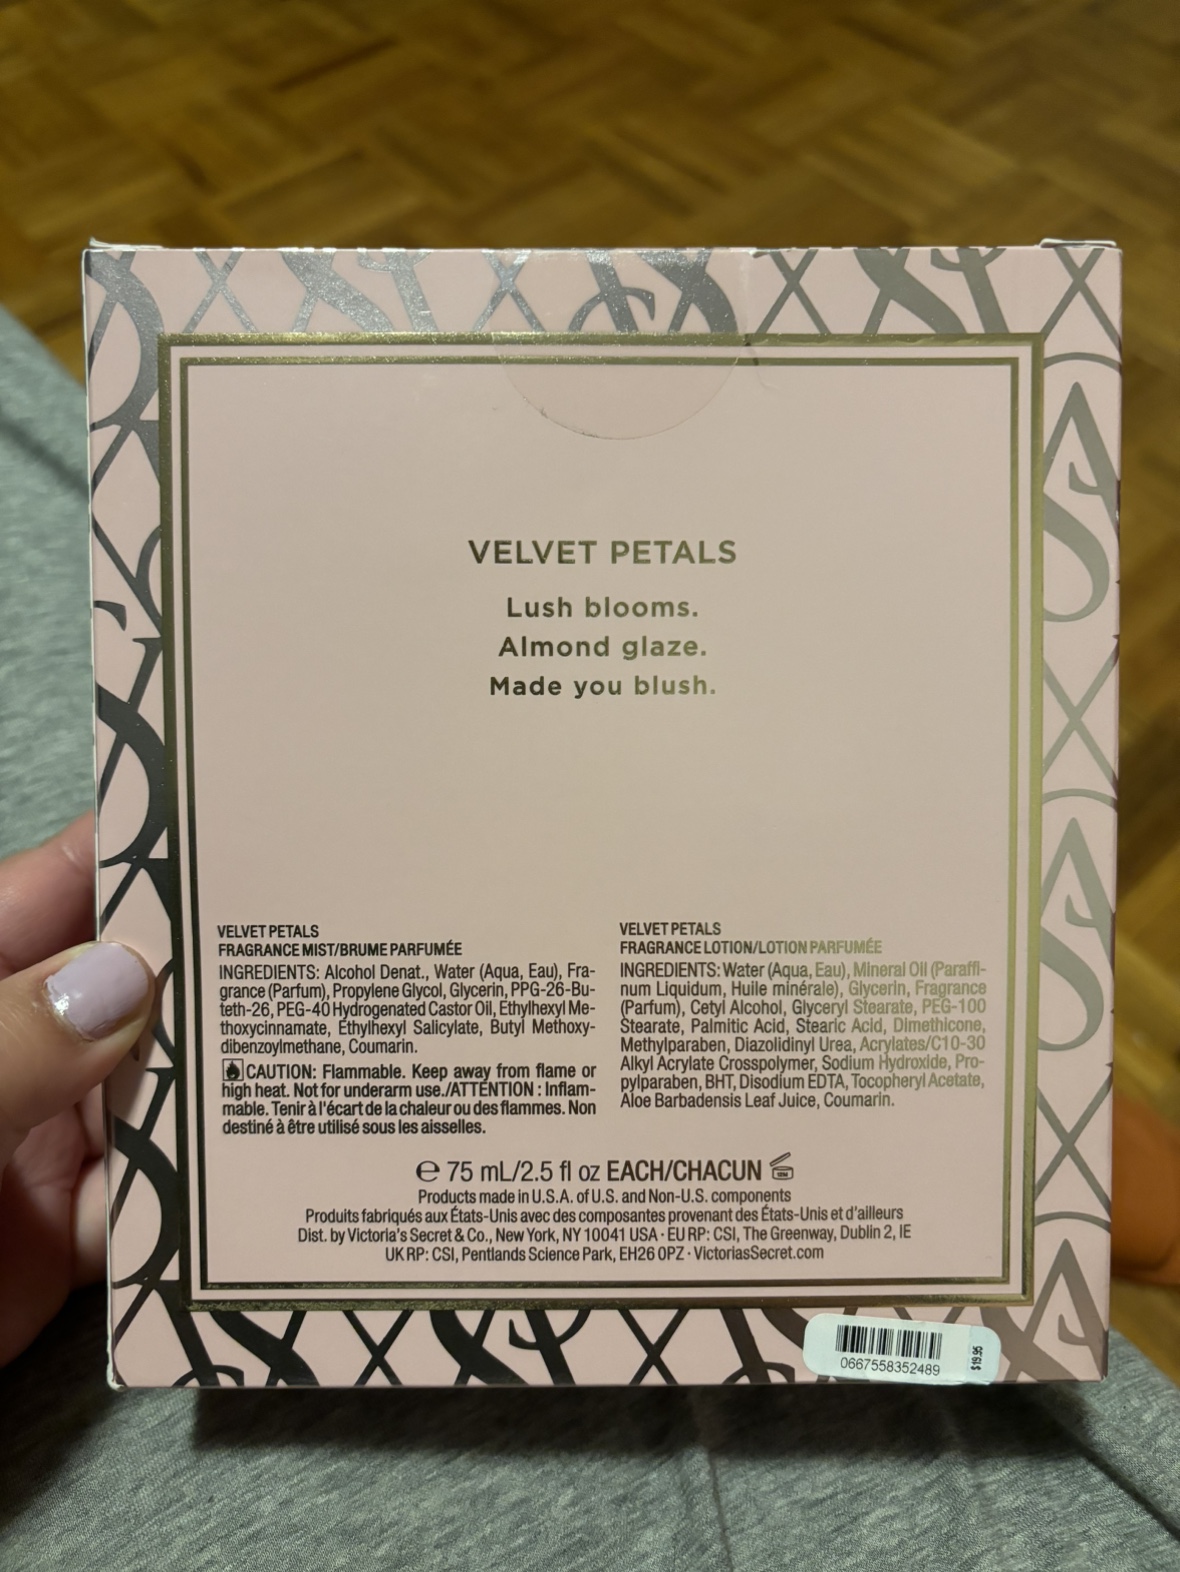 VELVET PETALS
Lush blooms.
Almond glaze.
Made you blush.
VELVET PETALS
FRAGRANCE MIST/BRUME PARFUMÉE
INGREDIENTS: Alcohol Denat., Water (Aqua, Eau), Fra-
grance (Parfum), Propylene Glycol, Glycerin, PPG-26-Bu-
teth-26, PEG-40 Hydrogenated Castor Oil, Ethylhexyl Me-
thoxycinnamate, Ethylhexyl Salicylate, Butyl Methoxy-
dibenzoylmethane, Coumarin.
CAUTION: Flammable. Keep away from flame or
high heat. Not for underarm use./ATTENTION : Inflam-
mable. Tenir à l'écart de la chaleur ou des flammes. Non
destiné à être utilisé sous les aisselles.
VELVET PETALS
FRAGRANCE LOTION/LOTION PARFUMÉE
INGREDIENTS: Water (Aqua, Eau), Mineral Oil (Paraffi-
num Liquidum, Huile minérale), Glycerin, Fragrance
(Parfum), Cetyl Alcohol, Glyceryl Stearate, PEG-100
Stearate, Palmitic Acid, Stearic Acid, Dimethicone,
Methylparaben, Diazolidinyl Urea, Acrylates/C10-30
Alkyl Acrylate Crosspolymer, Sodium Hydroxide, Pro-
pylparaben, BHT, Disodium EDTA, Tocopheryl Acetate,
Aloe Barbadensis Leaf Juice, Coumarin.
℮ 75 mL/2.5 fl oz EACH/CHACUN
Products made in U.S.A. of U.S. and Non-U.S. components
Produits fabriqués aux États-Unis avec des composantes provenant des États-Unis et d'ailleurs
Dist. by Victoria's Secret & Co., New York, NY 10041 USA · EU RP: CSI, The Greenway, Dublin 2, IE
UK RP: CSI, Pentlands Science Park, EH26 0PZ · VictoriasSecret.com
0667558352489
$19.95